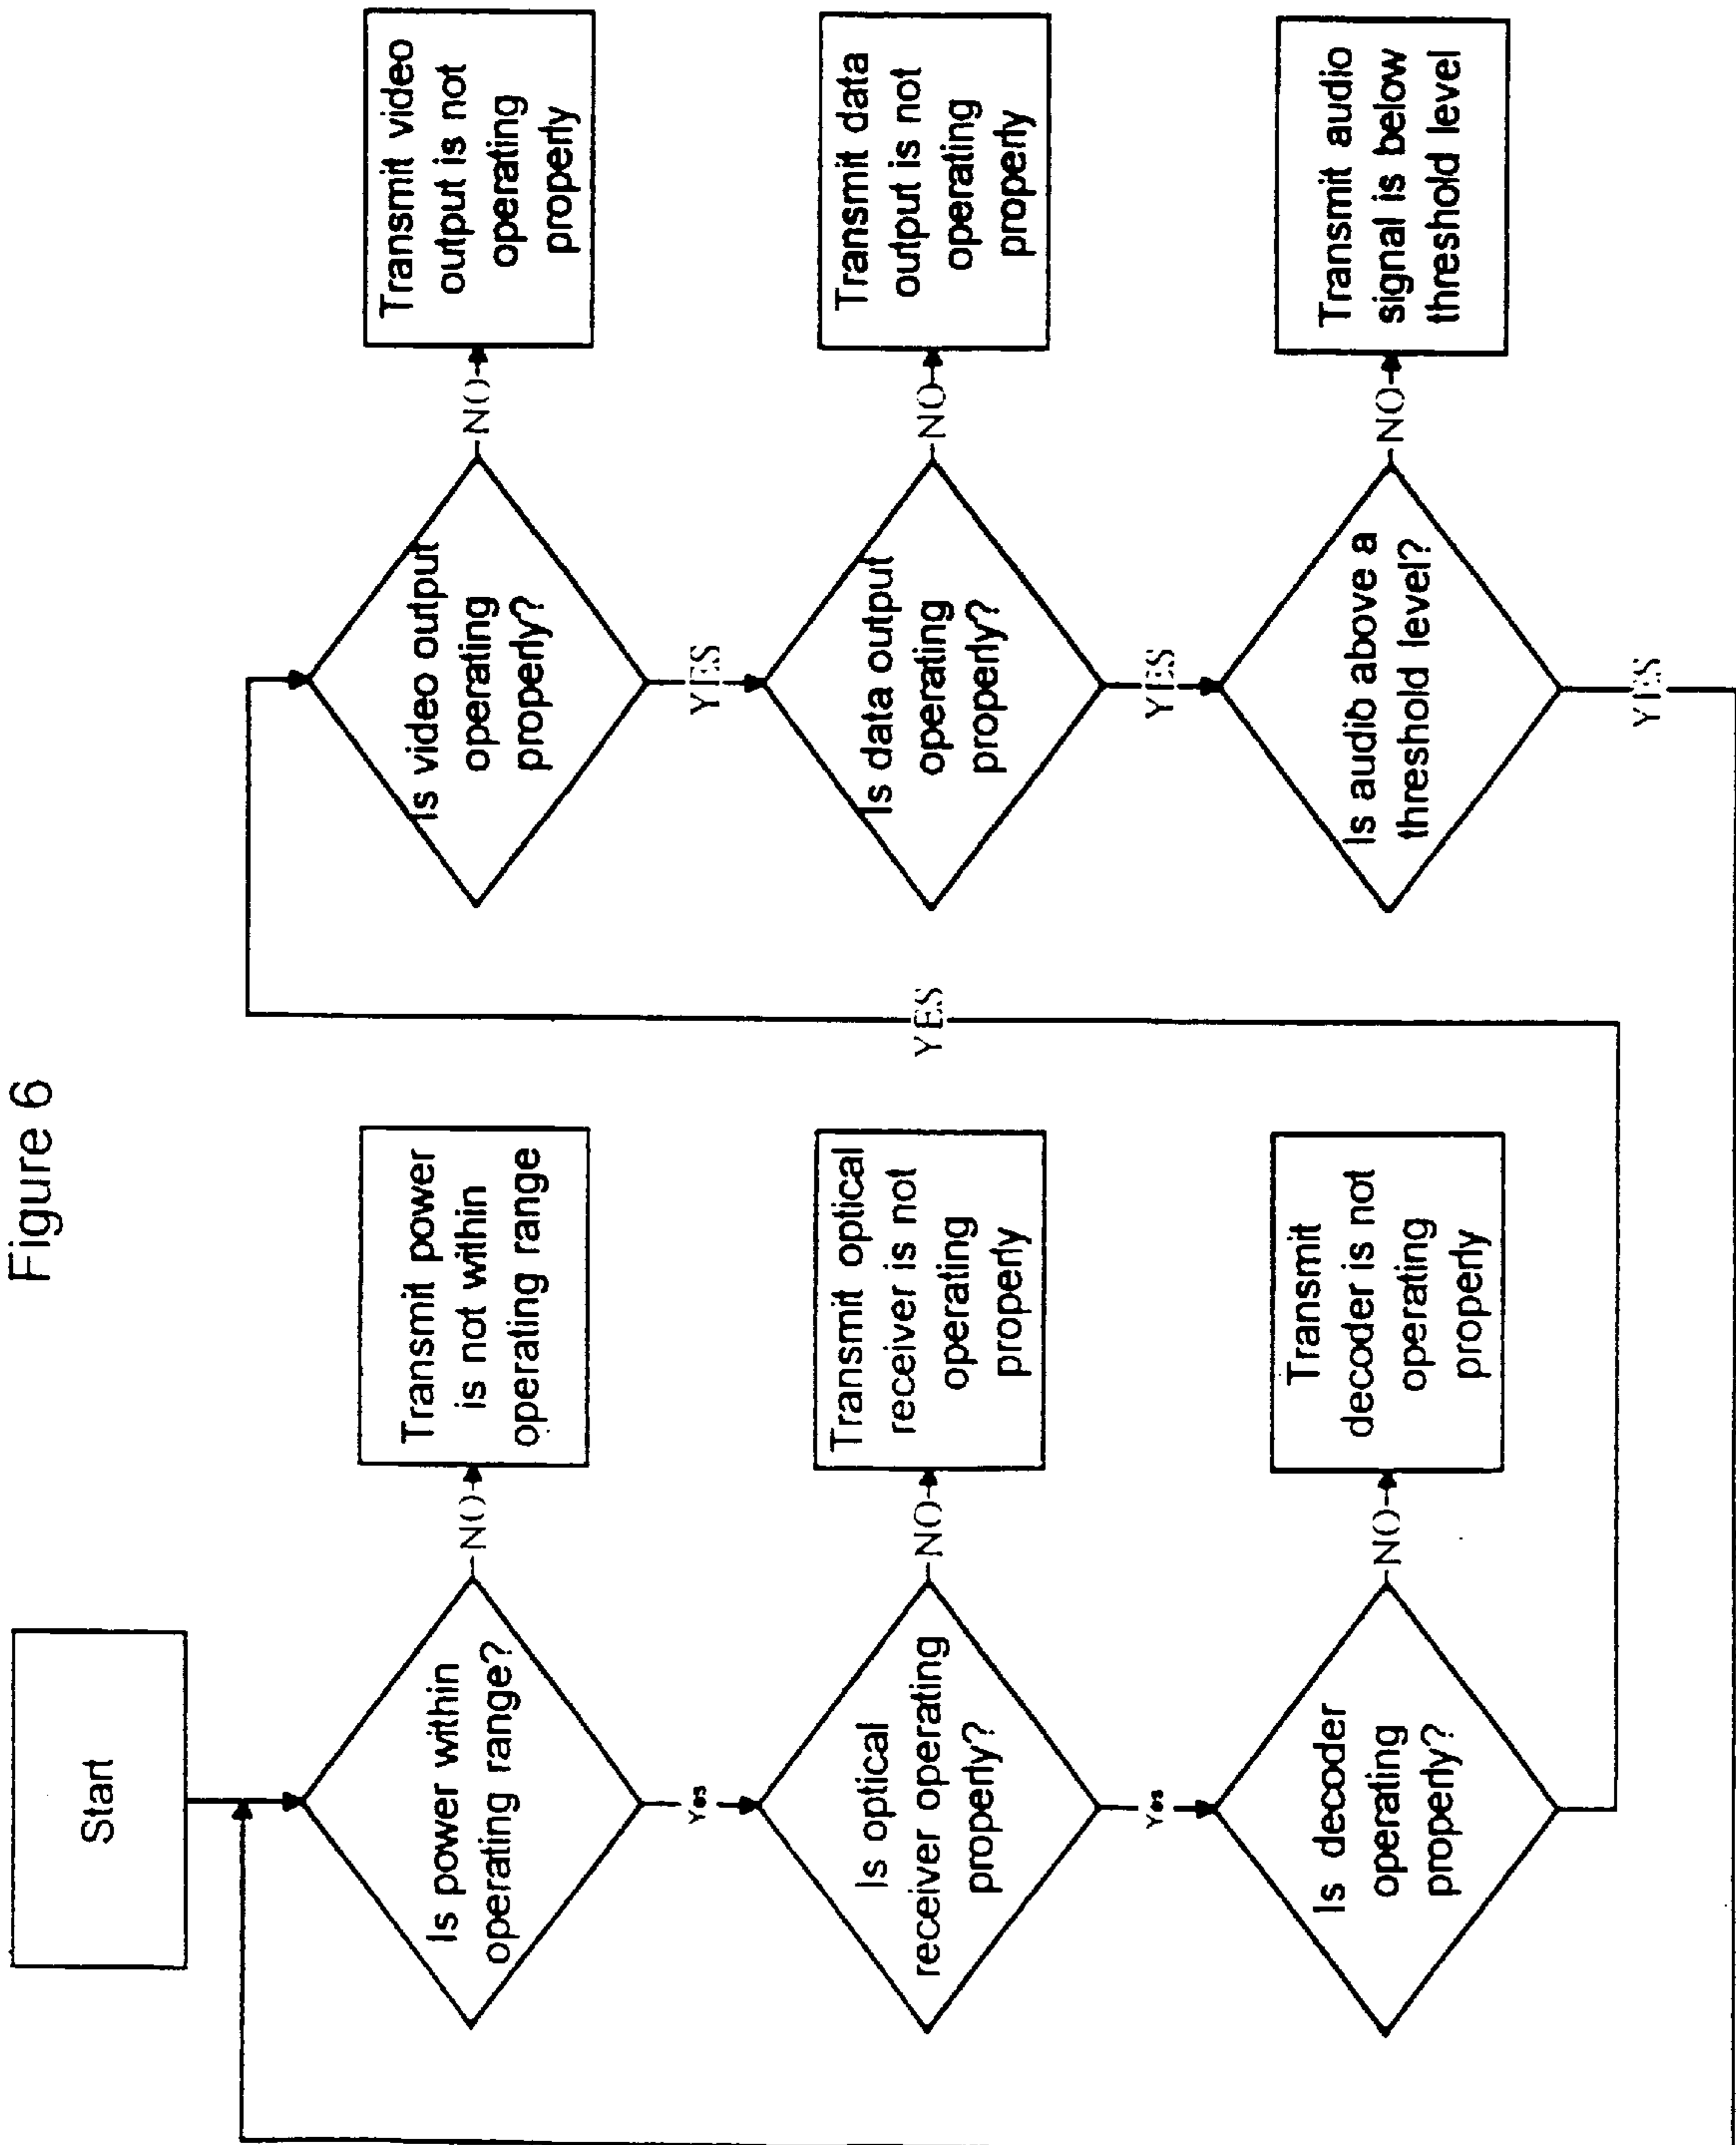 Figure 6
Start
Is power within
operating range?
NO
Transmit power
is not within
operating range
Yes
Is optical
receiver operating
properly?
NO
Transmit optical
receiver is not
operating
properly
Yes
Is decoder
operating
properly?
NO
Transmit
decoder is not
operating
properly
YES
Is video output
operating
properly?
NO
Transmit video
output is not
operating
properly
YES
Is data output
operating
properly?
NO
Transmit data
output is not
operating
properly
YES
Is audio above a
threshold level?
NO
Transmit audio
signal is below
threshold level
YES